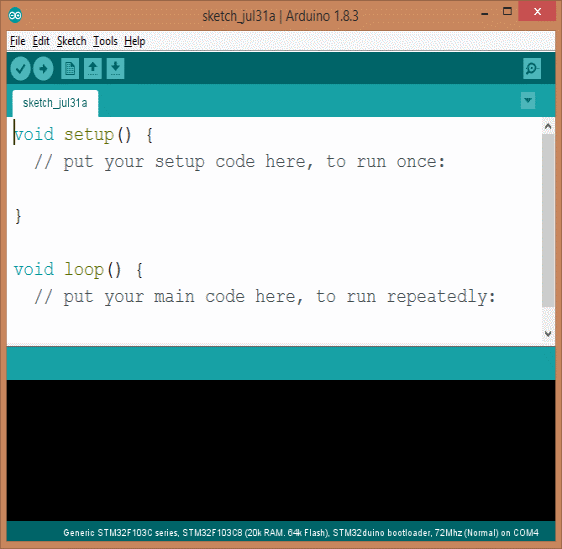 sketch_jul31a | Arduino 1.8.3
File Edit Sketch Tools Help
sketch_jul31a
void setup() {
// put your setup code here, to run once:
}
void loop() {
// put your main code here, to run repeatedly:
Generic STM32F103C series, STM32F103C8 (20k RAM. 64k Flash), STM32duino bootloader, 72Mhz (Normal) on COM4